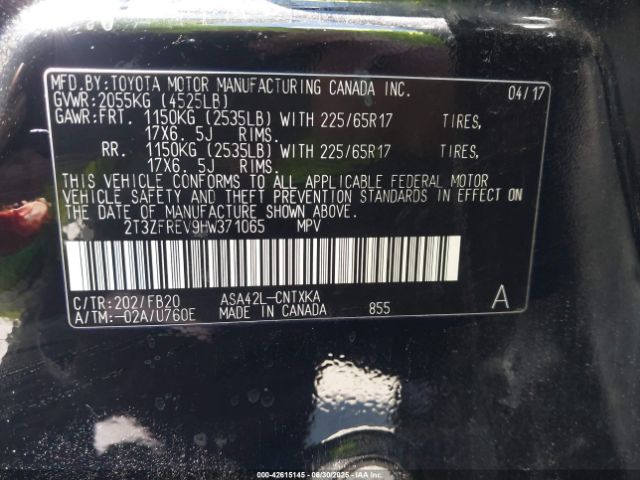 MFD.BY:TOYOTA MOTOR MANUFACTURING CANADA INC. 04/17
GVWR:2055KG (4525LB)
GAWR:FRT. 1150KG (2535LB) WITH 225/65R17 TIRES,
17X6.5J RIMS.
RR. 1150KG (2535LB) WITH 225/65R17 TIRES,
17X6.5J RIMS.
THIS VEHICLE CONFORMS TO ALL APPLICABLE FEDERAL MOTOR
VEHICLE SAFETY AND THEFT PREVENTION STANDARDS IN EFFECT ON
THE DATE OF MANUFACTURE SHOWN ABOVE.
2T3ZFREV9HW371065 MPV
C/TR:202/FB20 ASA42L-CNTXKA A
A/TM:-02A/U760E MADE IN CANADA 855
000-42615145 - 06/30/2025 - IAAI.COM